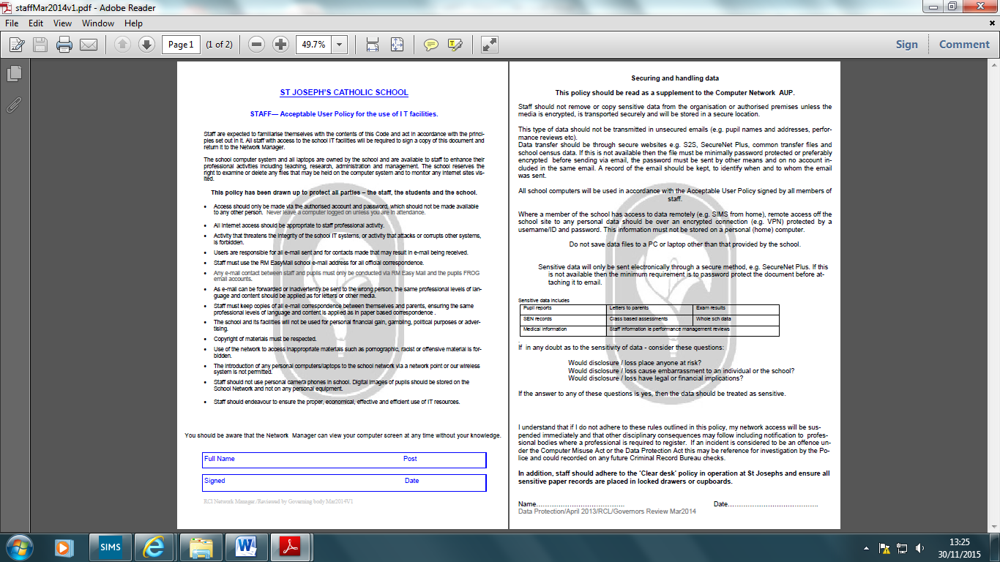 staffMar2014v1.pdf - Adobe Reader
File Edit View Window Help
Page 1 (1 of 2) 49.7% Sign Comment
ST JOSEPH'S CATHOLIC SCHOOL
STAFF— Acceptable User Policy for the use of I T facilities.
Staff are expected to familiarise themselves with the contents of this Code and act in accordance with the princi-
ples set out in it. All staff with access to the school IT facilities will be required to sign a copy of this document and
return it to the Network Manager.
The school computer system and all laptops are owned by the school and are available to staff to enhance their
professional activities including teaching, research, administration and management. The school reserves the
right to examine or delete any files that may be held on the computer system and to monitor any Internet sites vis-
ited.
This policy has been drawn up to protect all parties – the staff, the students and the school.
• Access should only be made via the authorised account and password, which should not be made available
to any other person. Never leave a computer logged on unless you are in attendance.
• All Internet access should be appropriate to staff professional activity.
• Activity that threatens the integrity of the school IT systems, or activity that attacks or corrupts other systems,
is forbidden.
• Users are responsible for all e-mail sent and for contacts made that may result in e-mail being received.
• Staff must use the RM EasyMail school e-mail address for all official correspondence.
• Any e-mail contact between staff and pupils must only be conducted via RM Easy Mail and the pupils FROG
email accounts.
• As e-mail can be forwarded or inadvertently be sent to the wrong person, the same professional levels of lan-
guage and content should be applied as for letters or other media.
• Staff must keep copies of all e-mail correspondence between themselves and parents, ensuring the same
professional levels of language and content is applied as in paper based correspondence .
• The school and its facilities will not be used for personal financial gain, gambling, political purposes or adver-
tising.
• Copyright of materials must be respected.
• Use of the network to access inappropriate materials such as pornographic, racist or offensive material is for-
bidden.
• The introduction of any personal computers/laptops to the school network via a network point or our wireless
system is not permitted.
• Staff should not use personal camera phones in school. Digital images of pupils should be stored on the
School Network and not on any personal equipment.
• Staff should endeavour to ensure the proper, economical, effective and efficient use of IT resources.
You should be aware that the Network Manager can view your computer screen at any time without your knowledge.
Full Name Post
Signed Date
RCl Network Manager./Reviewed by Governing body Mar2014V1
Securing and handling data
This policy should be read as a supplement to the Computer Network AUP.
Staff should not remove or copy sensitive data from the organisation or authorised premises unless the
media is encrypted, is transported securely and will be stored in a secure location.
This type of data should not be transmitted in unsecured emails (e.g. pupil names and addresses, perfor-
mance reviews etc).
Data transfer should be through secure websites e.g. S2S, SecureNet Plus, common transfer files and
school census data. If this is not available then the file must be minimally password protected or preferably
encrypted before sending via email, the password must be sent by other means and on no account in-
cluded in the same email. A record of the email should be kept, to identify when and to whom the email
was sent.
All school computers will be used in accordance with the Acceptable User Policy signed by all members of
staff.
Where a member of the school has access to data remotely (e.g. SIMS from home), remote access off the
school site to any personal data should be over an encrypted connection (e.g. VPN) protected by a
username/ID and password. This information must not be stored on a personal (home) computer.
Do not save data files to a PC or laptop other than that provided by the school.
Sensitive data will only be sent electronically through a secure method, e.g. SecureNet Plus. If this
is not available then the minimum requirement is to password protect the document before at-
taching it to email.
Sensitive data includes
Pupil reports Letters to parents Exam results
SEN records Class based assessments Whole sch data
Medical information Staff information ie performance management reviews
If in any doubt as to the sensitivity of data - consider these questions:
Would disclosure / loss place anyone at risk?
Would disclosure / loss cause embarrassment to an individual or the school?
Would disclosure / loss have legal or financial implications?
If the answer to any of these questions is yes, then the data should be treated as sensitive.
I understand that if I do not adhere to these rules outlined in this policy, my network access will be sus-
pended immediately and that other disciplinary consequences may follow including notification to profes-
sional bodies where a professional is required to register. If an incident is considered to be an offence un-
der the Computer Misuse Act or the Data Protection Act this may be reference for investigation by the Po-
lice and could recorded on any future Criminal Record Bureau checks.
In addition, staff should adhere to the 'Clear desk' policy in operation at St Josephs and ensure all
sensitive paper records are placed in locked drawers or cupboards.
Name…………………………………. Date…………………………………..
Data Protection/April 2013/RCL/Governors Review Mar2014
SIMS
13:25
30/11/2015